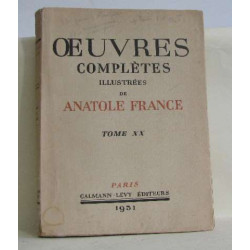 ŒUVRES
COMPLÈTES
ILLUSTRÉES
DE
ANATOLE FRANCE
TOME XX
PARIS
CALMANN-LÉVY ÉDITEURS
1931